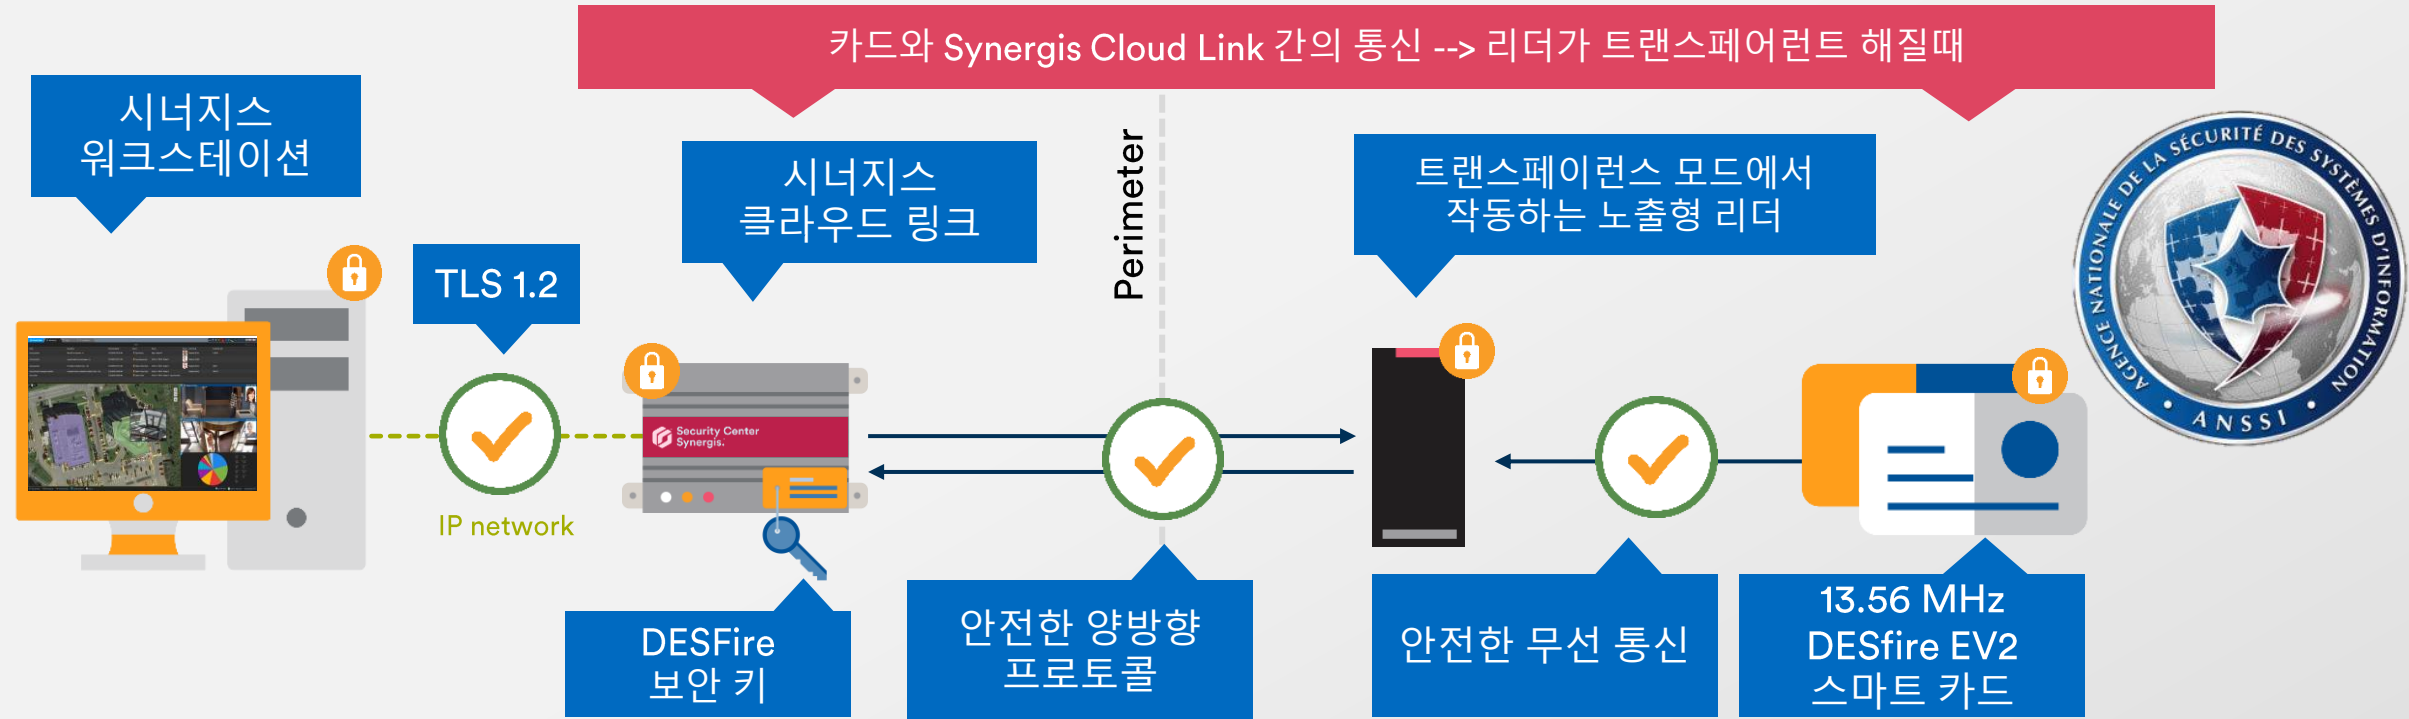 카드와 Synergis Cloud Link 간의 통신 --> 리더가 트랜스페어런트 해질때
시너지스
워크스테이션
TLS 1.2
IP network
시너지스
클라우드 링크
Security Center
Synergis.
DESFire
보안 키
Perimeter
안전한 양방향
프로토콜
트랜스페이런스 모드에서
작동하는 노출형 리더
안전한 무선 통신
13.56 MHz
DESfire EV2
스마트 카드
AGENCE NATIONALE DE LA SÉCURITÉ DES SYSTÈMES D'INFORMATION
• ANSSI •